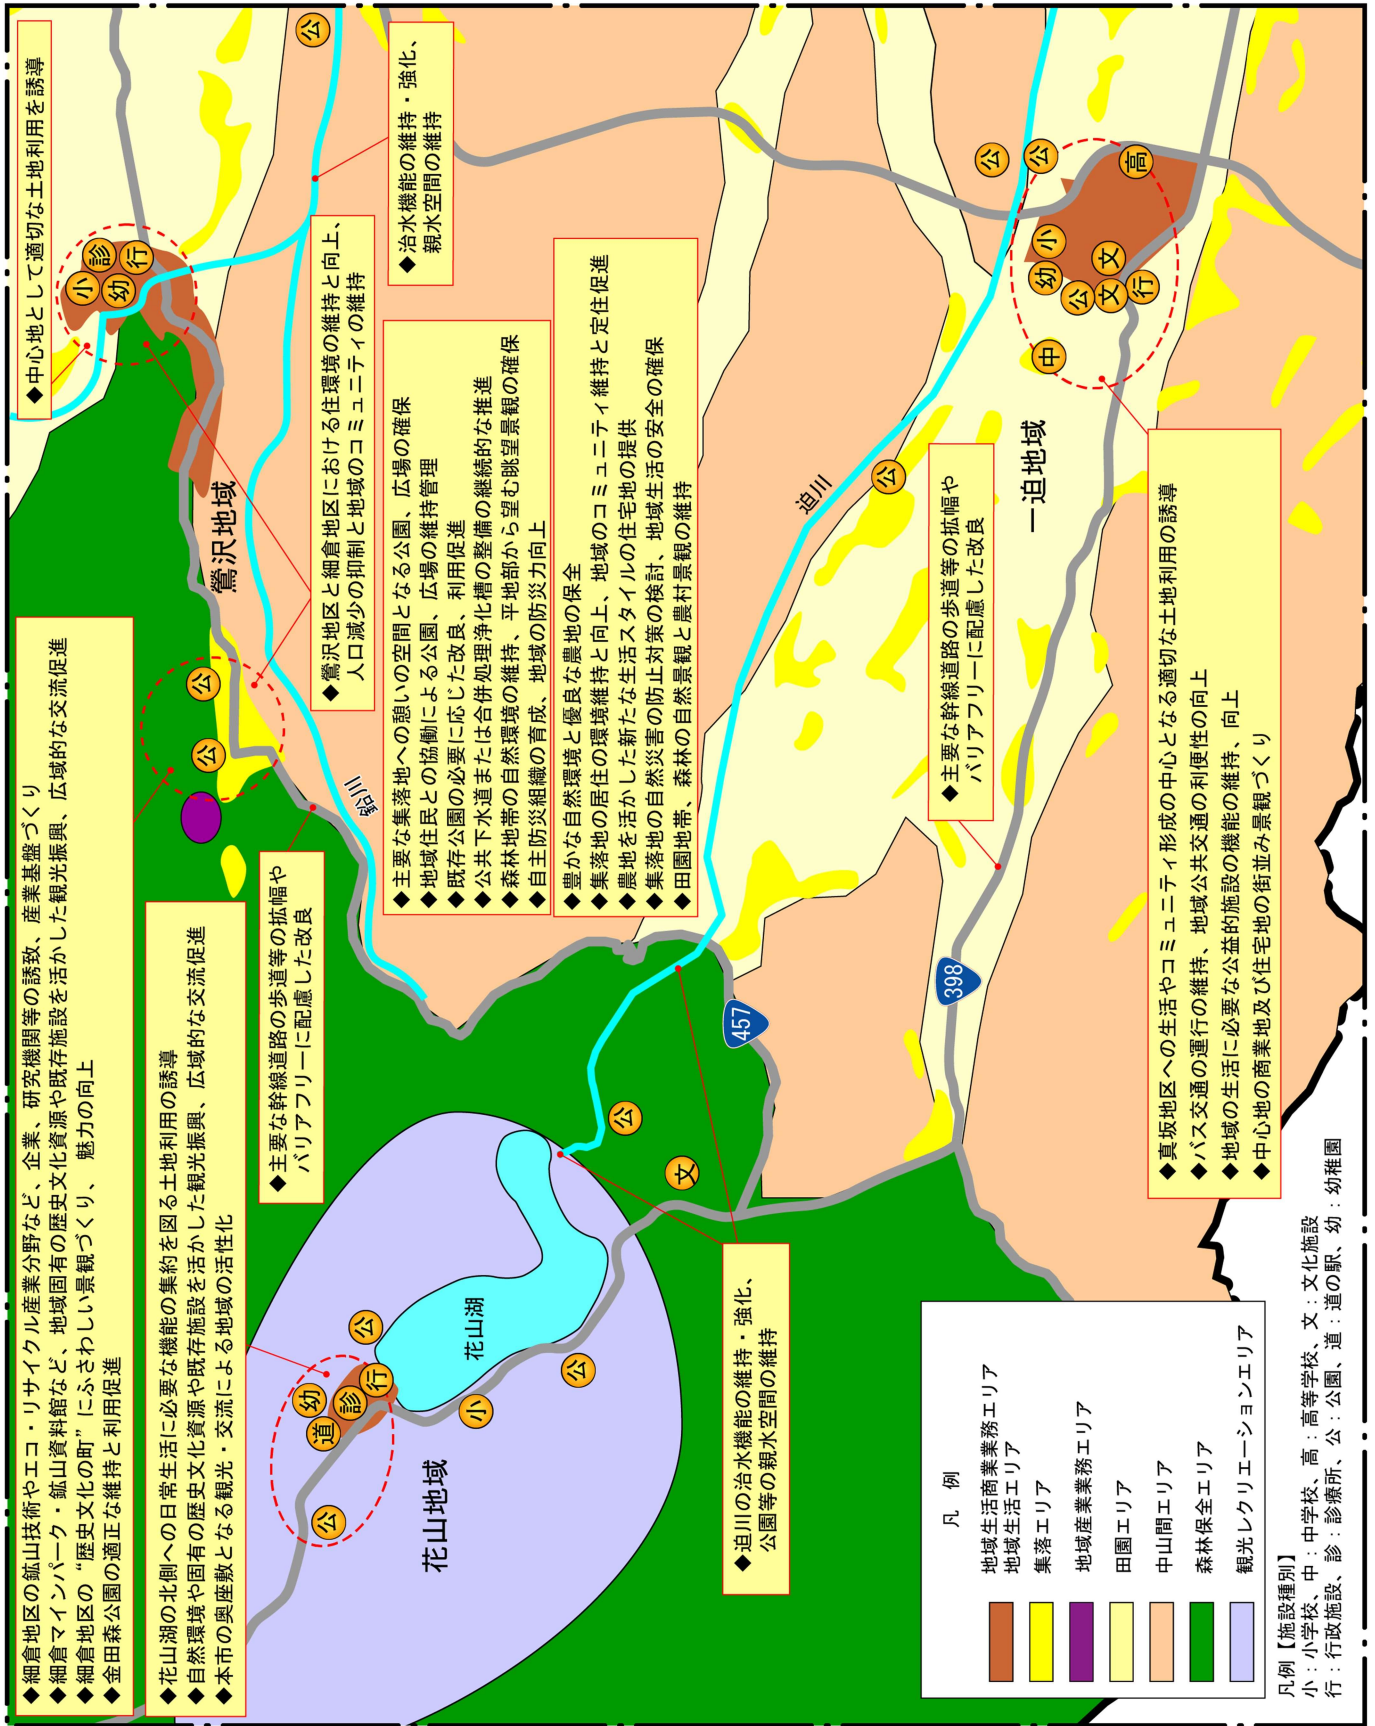 ◆細倉地区の鉱山技術やエコ・リサイクル産業分野など、企業、研究機関等の誘致、産業基盤づくり
◆細倉マインパーク・鉱山資料館など、地域固有の歴史文化資源や既存施設を活かした観光振興、広域的な交流促進
◆細倉地区の“歴史文化の町”にふさわしい景観づくり、魅力の向上
◆金田森公園の適正な維持と利用促進
◆中心地として適切な土地利用を誘導
◆花山湖の北側への日常生活に必要な機能の集約を図る土地利用の誘導
◆自然環境や固有の歴史文化資源や既存施設を活かした観光振興、広域的な交流促進
◆本市の奥座敷となる観光・交流による地域の活性化
◆主要な幹線道路の歩道等の拡幅や
バリアフリーに配慮した改良
◆鶯沢地区と細倉地区における住環境の維持と向上、
人口減少の抑制と地域のコミュニティの維持
◆治水機能の維持・強化、
親水空間の維持
小
診
幼
行
公
公
公
鶯沢地域
鉛川
◆主要な集落地への憩いの空間となる公園、広場の確保
◆地域住民との協働による公園、広場の維持管理
◆既存公園の必要に応じた改良、利用促進
◆公共下水道または合併処理浄化槽の整備の継続的な推進
◆森林地帯の自然環境の維持、平地部から望む眺望景観の確保
◆自主防災組織の育成、地域の防災力向上
◆豊かな自然環境と優良な農地の保全
◆集落地の居住の環境維持と向上、地域のコミュニティ維持と定住促進
◆農地を活かした新たな生活スタイルの住宅地の提供
◆集落地の自然災害の防止対策の検討、地域生活の安全の確保
◆田園地帯、森林の自然景観と農村景観の維持
公
道
幼
診
行
公
小
公
花山湖
花山地域
公
文
457
398
迫川
公
◆迫川の治水機能の維持・強化、
公園等の親水空間の維持
◆主要な幹線道路の歩道等の拡幅や
バリアフリーに配慮した改良
一迫地域
公
公
高
小
幼
公
文
文
行
中
◆真坂地区への生活やコミュニティ形成の中心となる適切な土地利用の誘導
◆バス交通の運行の維持、地域公共交通の利便性の向上
◆地域の生活に必要な公益的施設の機能の維持、向上
◆中心地の商業地及び住宅地の街並み景観づくり
凡 例
地域生活商業業務エリア
地域生活エリア
集落エリア
地域産業業務エリア
田園エリア
中山間エリア
森林保全エリア
観光レクリエーションエリア
凡例【施設種別】
小：小学校、中：中学校、高：高等学校、文：文化施設
行：行政施設、診：診療所、公：公園、道：道の駅、幼：幼稚園